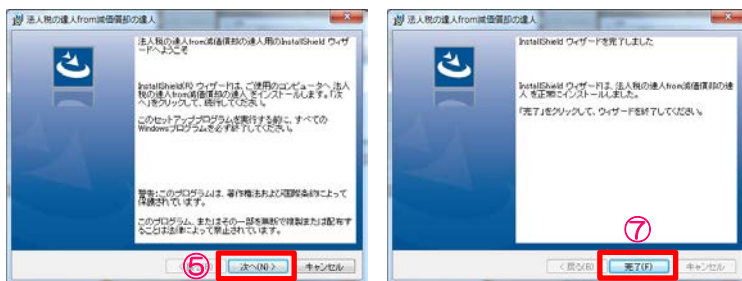 法人税の達人from減価償却の達人
法人税の達人from減価償却の達人用のInstallShield ウィザ
ードへようこそ
InstallShield(R) ウィザードは、ご使用のコンピュータへ 法人
税の達人from減価償却の達人 をインストールします。「次
へ」をクリックして、続行してください。
このセットアッププログラムを実行する前に、すべての
Windowsプログラムを必ず終了してください。
警告:このプログラムは、著作権法および国際条約によって
保護されています。
このプログラム、またはその一部を無断で複製または配布す
ることは法律によって禁止されています。
⑤
次へ(N) >
キャンセル
法人税の達人from減価償却の達人
InstallShield ウィザードを完了しました
InstallShield ウィザードは、法人税の達人from減価償却の達
人 を正常にインストールしました。
「完了」をクリックして、ウィザードを終了してください。
⑦
< 戻る(B)
完了(F)
キャンセル